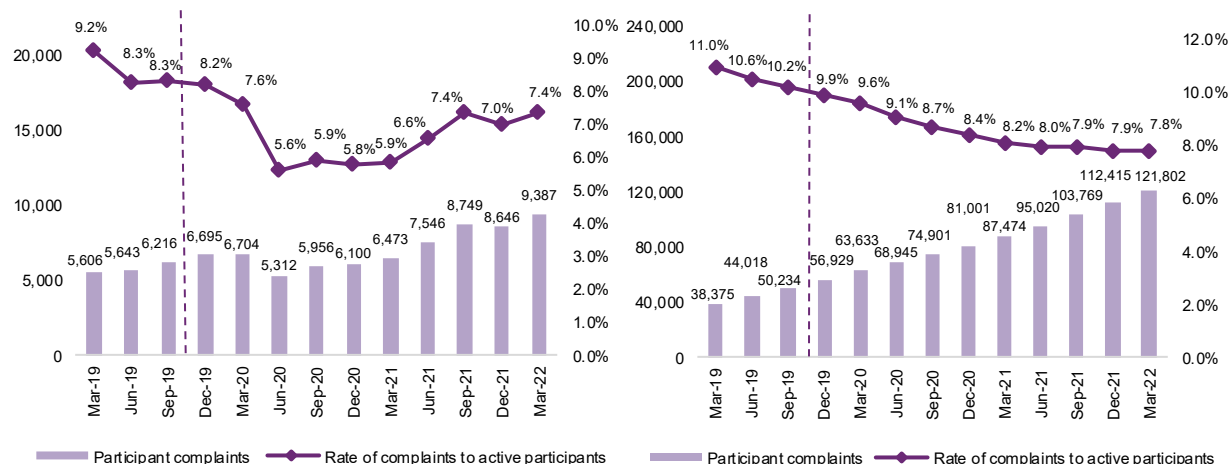 10.0%
9.0%
8.0%
7.0%
6.0%
5.0%
4.0%
3.0%
2.0%
1.0%
0.0%
20,000
15,000
10,000
5,000
0
9.2%
8.3%
8.3%
8.2%
7.6%
5.6%
5.9%
5.8%
5.9%
6.6%
7.4%
7.0%
7.4%
5,606
5,643
6,216
6,695
6,704
5,312
5,956
6,100
6,473
7,546
8,749
8,646
9,387
Mar-19
Jun-19
Sep-19
Dec-19
Mar-20
Jun-20
Sep-20
Dec-20
Mar-21
Jun-21
Sep-21
Dec-21
Mar-22
Participant complaints
Rate of complaints to active participants
240,000
200,000
160,000
120,000
80,000
40,000
0
12.0%
10.0%
8.0%
6.0%
4.0%
2.0%
0.0%
11.0%
10.6%
10.2%
9.9%
9.6%
9.1%
8.7%
8.4%
8.2%
8.0%
7.9%
7.9%
7.8%
38,375
44,018
50,234
56,929
63,633
68,945
74,901
81,001
87,474
95,020
103,769
112,415
121,802
Mar-19
Jun-19
Sep-19
Dec-19
Mar-20
Jun-20
Sep-20
Dec-20
Mar-21
Jun-21
Sep-21
Dec-21
Mar-22
Participant complaints
Rate of complaints to active participants